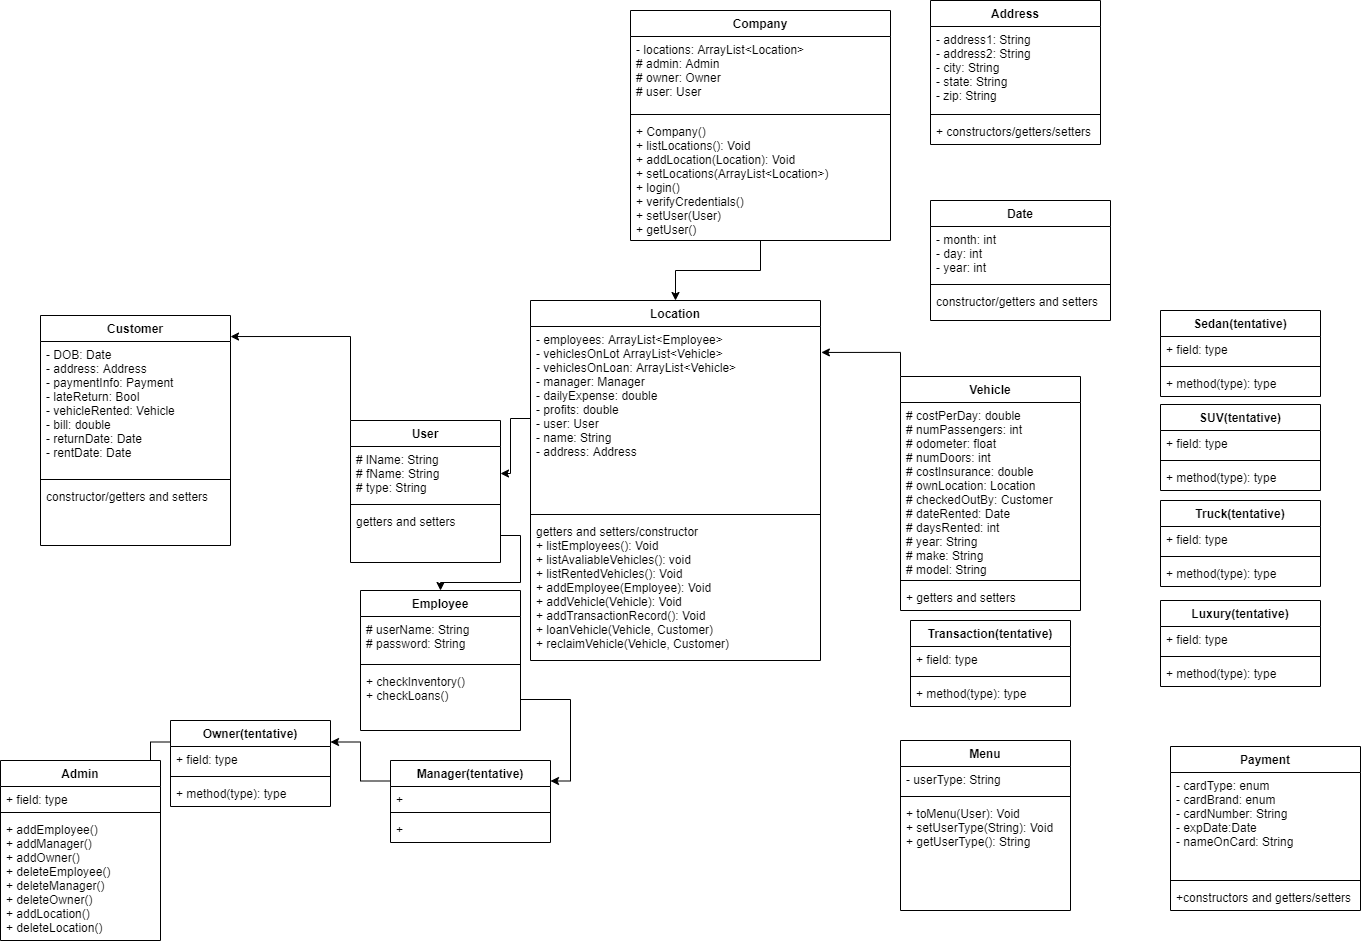 Company
- locations: ArrayList<Location>
# admin: Admin
# owner: Owner
# user: User
+ Company()
+ listLocations(): Void
+ addLocation(Location): Void
+ setLocations(ArrayList<Location>)
+ login()
+ verifyCredentials()
+ setUser(User)
+ getUser()
Address
- address1: String
- address2: String
- city: String
- state: String
- zip: String
+ constructors/getters/setters
Date
- month: int
- day: int
- year: int
constructor/getters and setters
Customer
- DOB: Date
- address: Address
- paymentInfo: Payment
- lateReturn: Bool
- vehicleRented: Vehicle
- bill: double
- returnDate: Date
- rentDate: Date
constructor/getters and setters
User
# lName: String
# fName: String
# type: String
getters and setters
Location
- employees: ArrayList<Employee>
- vehiclesOnLot ArrayList<Vehicle>
- vehiclesOnLoan: ArrayList<Vehicle>
- manager: Manager
- dailyExpense: double
- profits: double
- user: User
- name: String
- address: Address
getters and setters/constructor
+ listEmployees(): Void
+ listAvaliableVehicles(): void
+ listRentedVehicles(): Void
+ addEmployee(Employee): Void
+ addVehicle(Vehicle): Void
+ addTransactionRecord(): Void
+ loanVehicle(Vehicle, Customer)
+ reclaimVehicle(Vehicle, Customer)
Vehicle
# costPerDay: double
# numPassengers: int
# odometer: float
# numDoors: int
# costInsurance: double
# ownLocation: Location
# checkedOutBy: Customer
# dateRented: Date
# daysRented: int
# year: String
# make: String
# model: String
+ getters and setters
Sedan(tentative)
+ field: type
+ method(type): type
SUV(tentative)
+ field: type
+ method(type): type
Truck(tentative)
+ field: type
+ method(type): type
Luxury(tentative)
+ field: type
+ method(type): type
Employee
# userName: String
# password: String
+ checkInventory()
+ checkLoans()
Transaction(tentative)
+ field: type
+ method(type): type
Owner(tentative)
+ field: type
+ method(type): type
Manager(tentative)
+
+
Admin
+ field: type
+ addEmployee()
+ addManager()
+ addOwner()
+ deleteEmployee()
+ deleteManager()
+ deleteOwner()
+ addLocation()
+ deleteLocation()
Menu
- userType: String
+ toMenu(User): Void
+ setUserType(String): Void
+ getUserType(): String
Payment
- cardType: enum
- cardBrand: enum
- cardNumber: String
- expDate:Date
- nameOnCard: String
+constructors and getters/setters